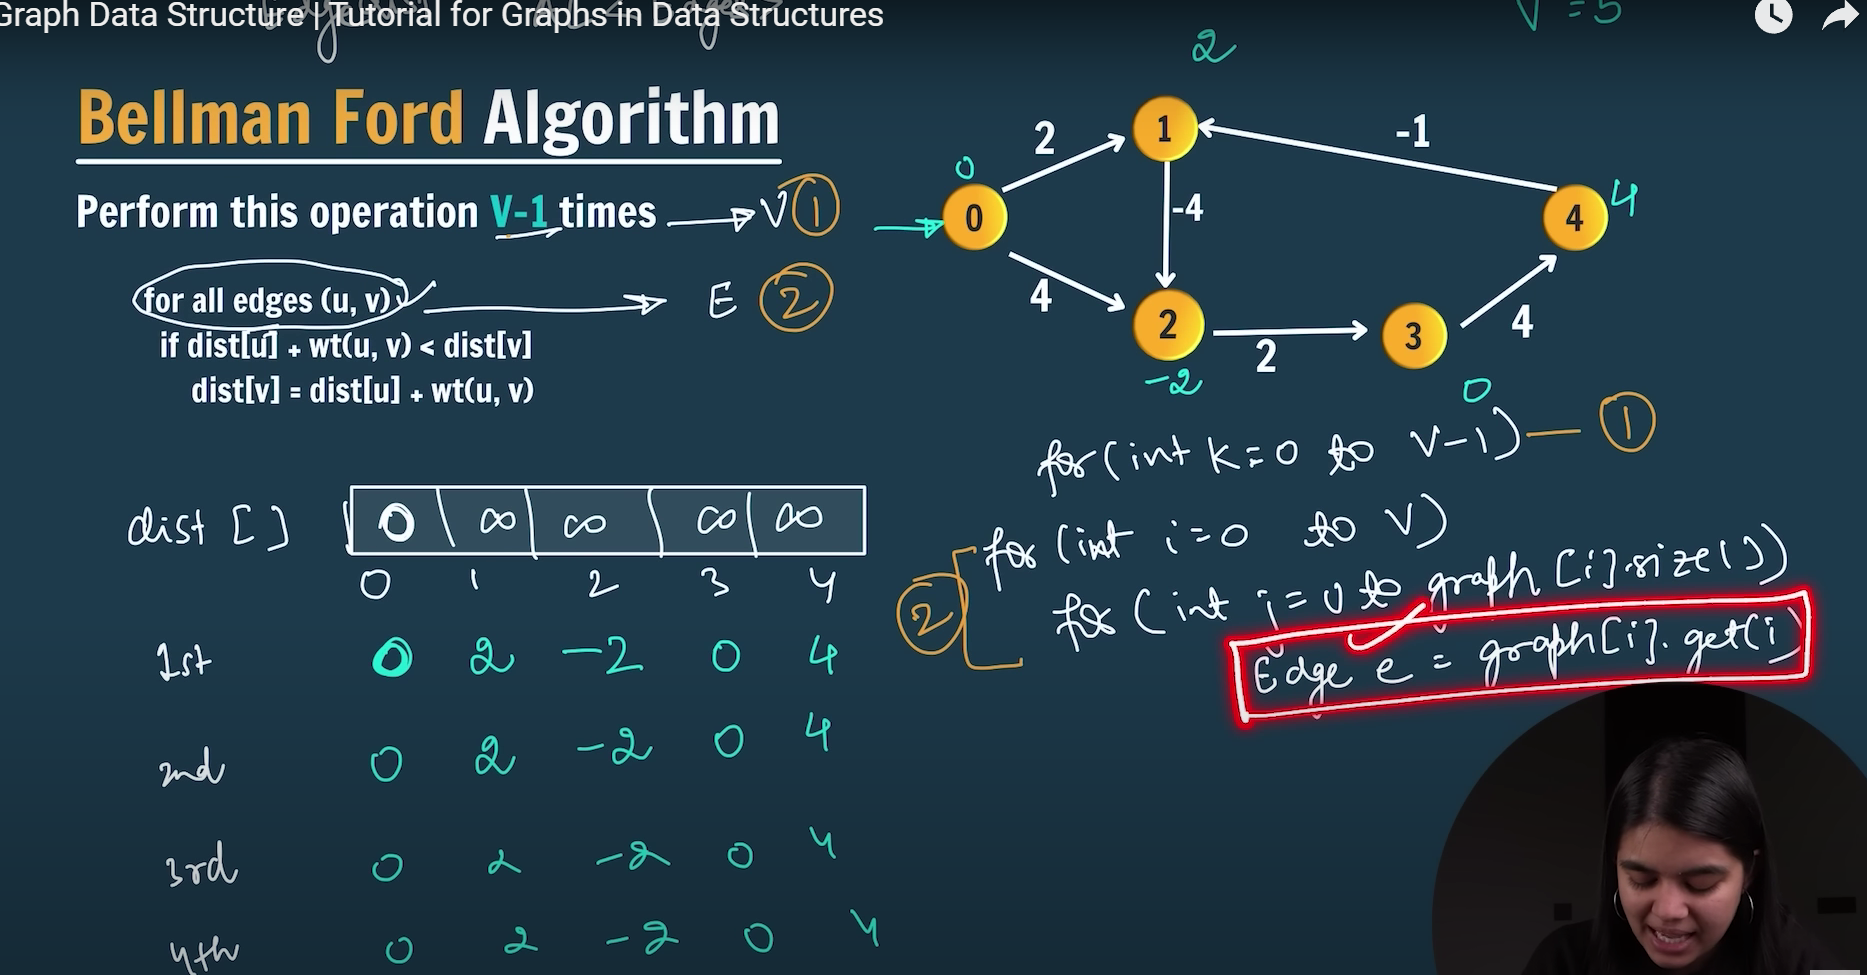 Graph Data Structure | Tutorial for Graphs in Data Structures
V = 5
2
Bellman Ford Algorithm
Perform this operation V-1 times → V ①
for all edges (u, v) → E ②
if dist[u] + wt(u, v) < dist[v]
dist[v] = dist[u] + wt(u, v)
2
1
-1
0
0
-4
4
4
4
2
2
3
4
-2
0
for (int k=0 to V-1) — ①
for (int i=0 to V)
② for (int j=0 to graph[i].size())
Edge e = graph[i].get(i)
dist [ ] 0 ∞ ∞ ∞ ∞
0 1 2 3 4
1st 0 2 -2 0 4
2nd 0 2 -2 0 4
3rd 0 2 -2 0 4
4th 0 2 -2 0 4